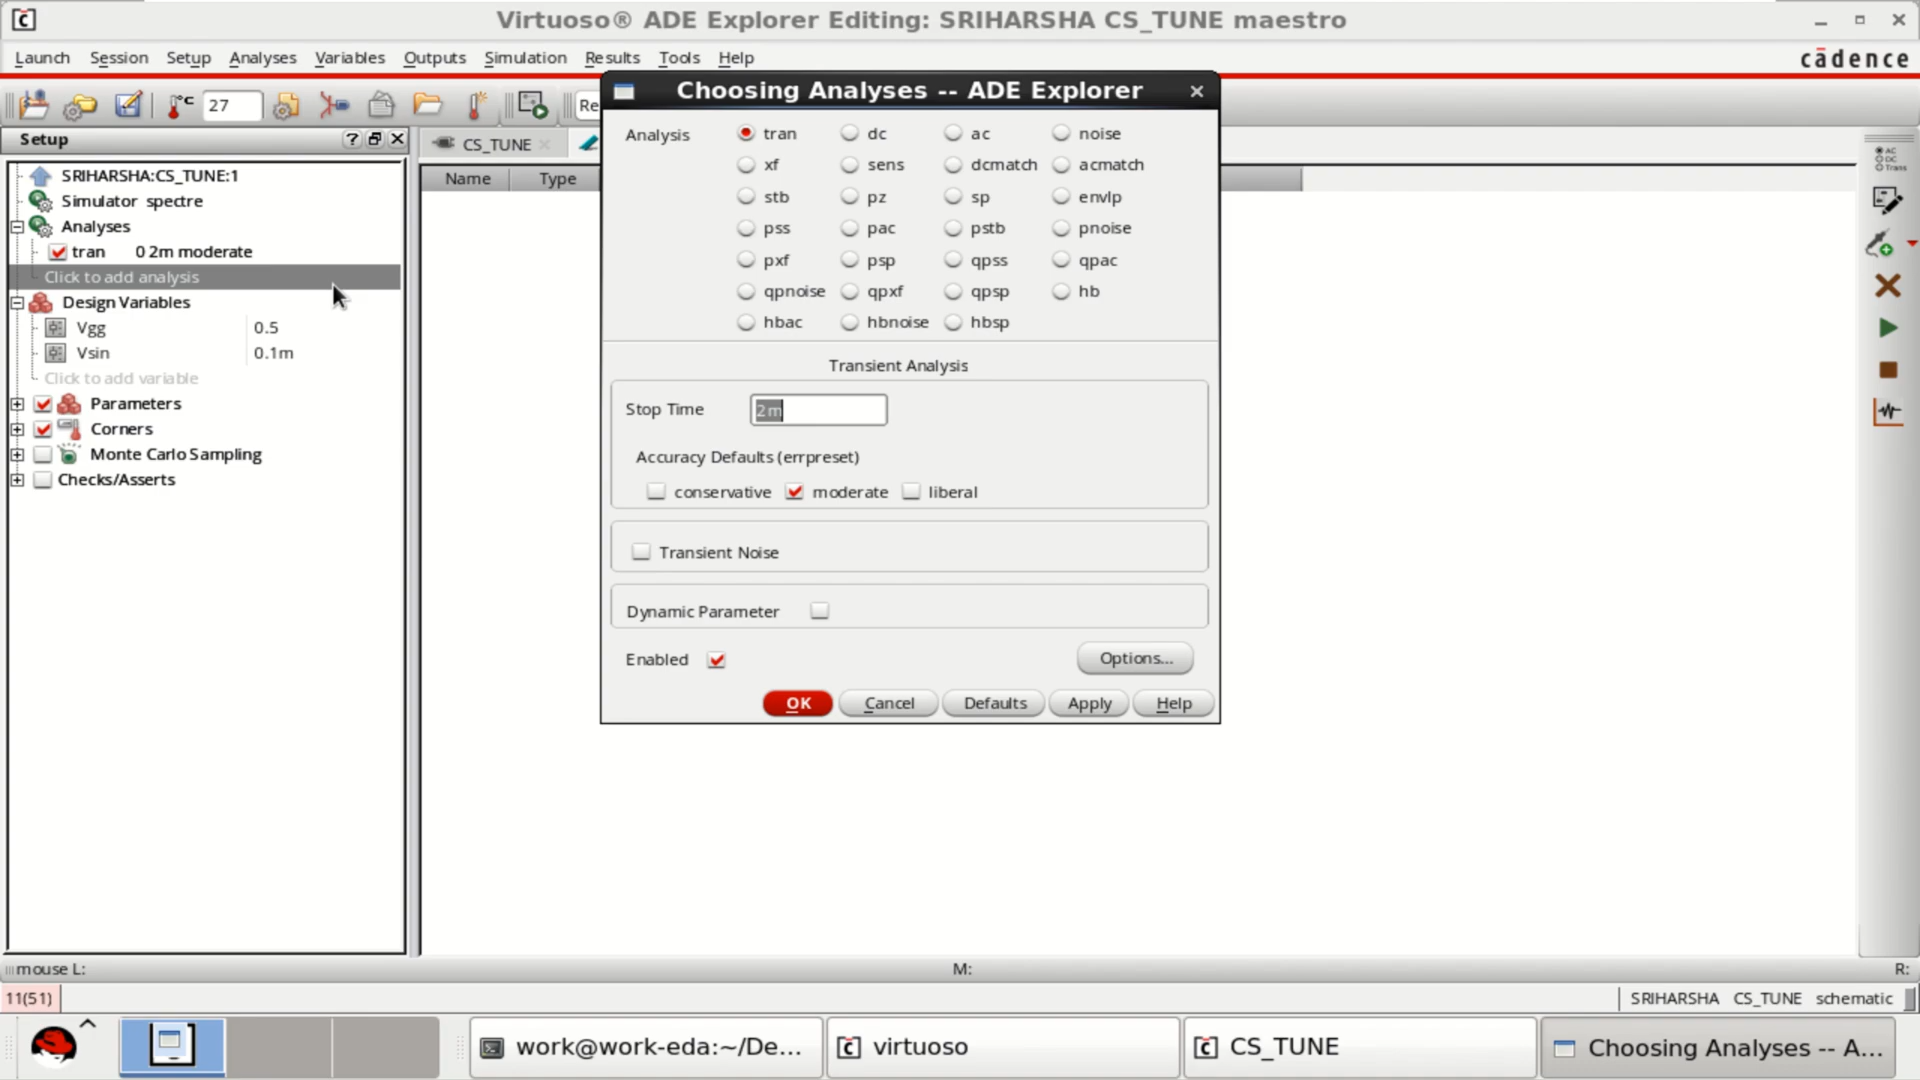 Virtuoso® ADE Explorer Editing: SRIHARSHA CS_TUNE maestro
Launch Session Setup Analyses Variables Outputs Simulation Results Tools Help
cādence
°C 27 Re
Setup
SRIHARSHA:CS_TUNE:1
Simulator spectre
Analyses
tran 0 2m moderate
Click to add analysis
Design Variables
Vgg 0.5
Vsin 0.1m
Click to add variable
Parameters
Corners
Monte Carlo Sampling
Checks/Asserts
CS_TUNE
Name Type
Choosing Analyses -- ADE Explorer
Analysis tran dc ac noise
xf sens dcmatch acmatch
stb pz sp envlp
pss pac pstb pnoise
pxf psp qpss qpac
qpnoise qpxf qpsp hb
hbac hbnoise hbsp
Transient Analysis
Stop Time 2m
Accuracy Defaults (errpreset)
conservative moderate liberal
Transient Noise
Dynamic Parameter
Enabled Options...
OK Cancel Defaults Apply Help
AC
DC
Trans
mouse L: M: R:
11(51) SRIHARSHA CS_TUNE schematic
work@work-eda:~/De... virtuoso CS_TUNE Choosing Analyses -- A...